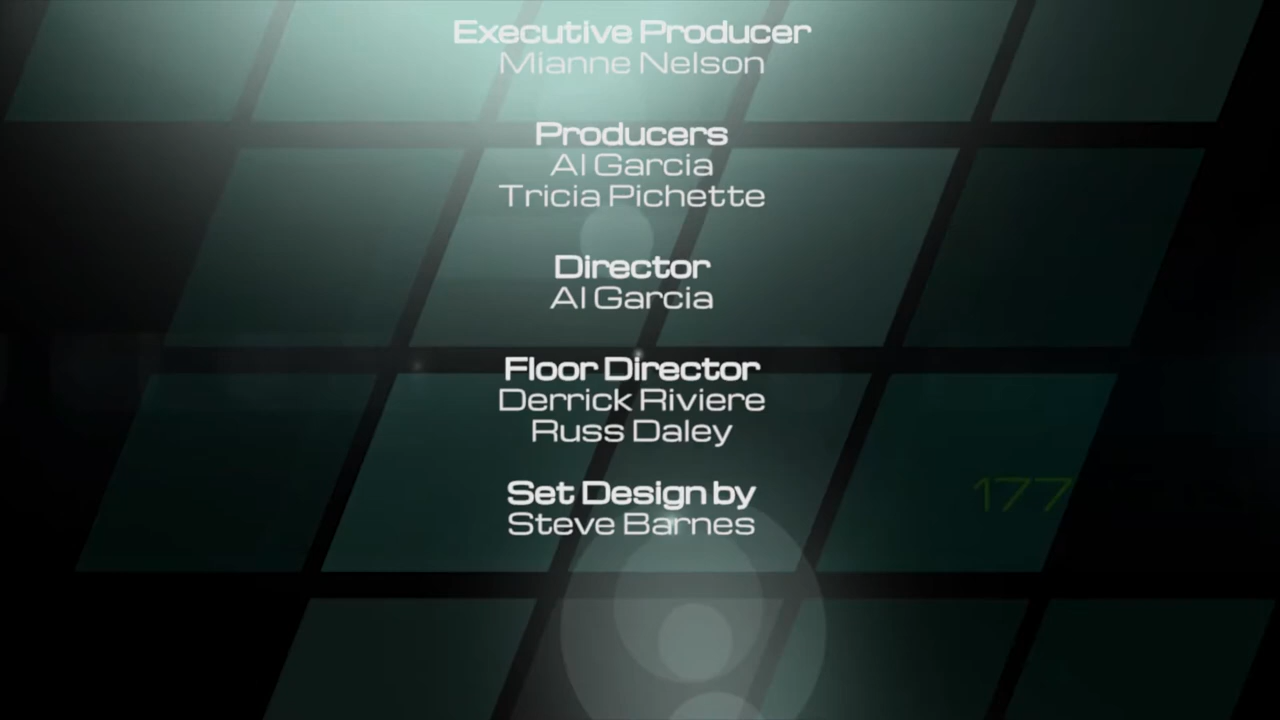 Executive Producer
Mianne Nelson
Producers
Al Garcia
Tricia Pichette
Director
Al Garcia
Floor Director
Derrick Riviere
Russ Daley
Set Design by
Steve Barnes
177